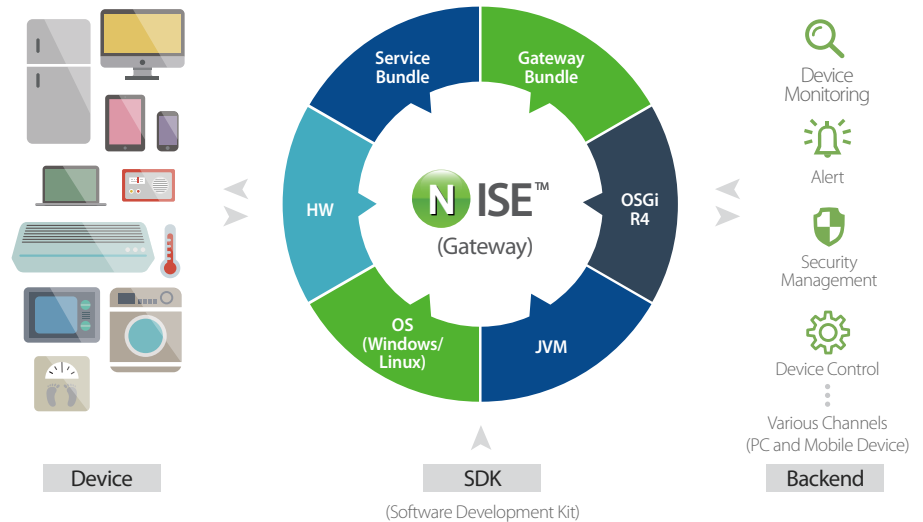 Service
Bundle
Gateway
Bundle
HW
OSGi
R4
N ISE™
(Gateway)
OS
(Windows/
Linux)
JVM
Device
Monitoring
Alert
Security
Management
Device Control
Various Channels
(PC and Mobile Device)
Device
SDK
Backend
(Software Development Kit)